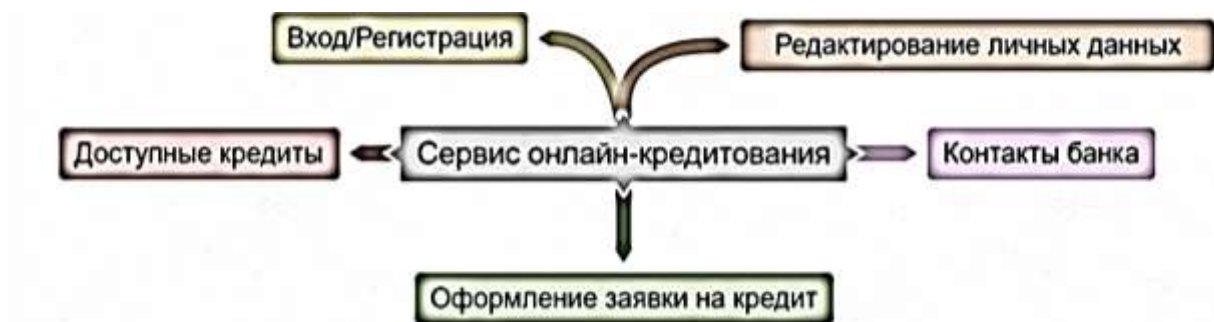 Вход/Регистрация
Редактирование личных данных
Доступные кредиты
Сервис онлайн-кредитования
Контакты банка
Оформление заявки на кредит